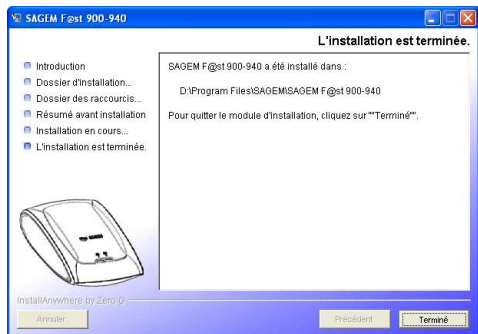 SAGEM F@st 900-940
L'installation est terminée.
Introduction
Dossier d'installation...
Dossier des raccourcis...
Résumé avant installation
Installation en cours...
L'installation est terminée.
SAGEM F@st 900-940 a été installé dans :
D:\Program Files\SAGEM\SAGEM F@st 900-940
Pour quitter le module d'installation, cliquez sur ""Terminé"".
InstallAnywhere by Zero G
Annuler
Précédent
Terminé